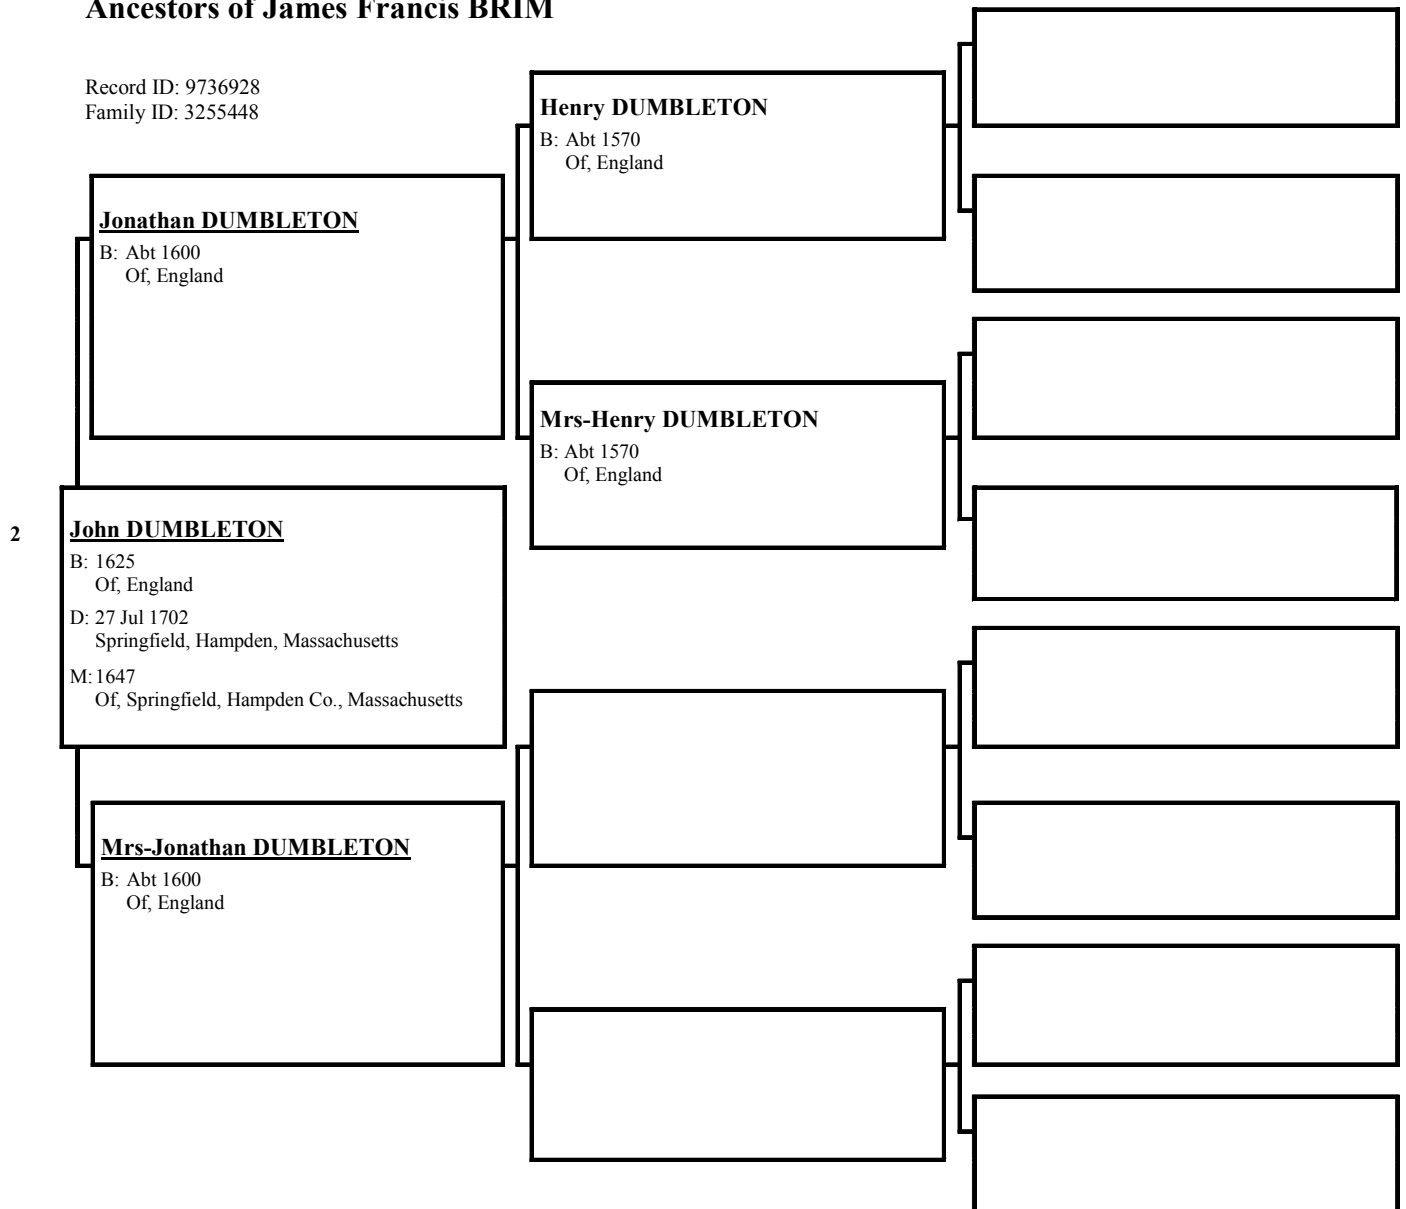 Ancestors of James Francis BRIM
Record ID: 9736928
Family ID: 3255448
Henry DUMBLETON
B: Abt 1570
Of, England
Jonathan DUMBLETON
B: Abt 1600
Of, England
Mrs-Henry DUMBLETON
B: Abt 1570
Of, England
2
John DUMBLETON
B: 1625
Of, England
D: 27 Jul 1702
Springfield, Hampden, Massachusetts
M: 1647
Of, Springfield, Hampden Co., Massachusetts
Mrs-Jonathan DUMBLETON
B: Abt 1600
Of, England